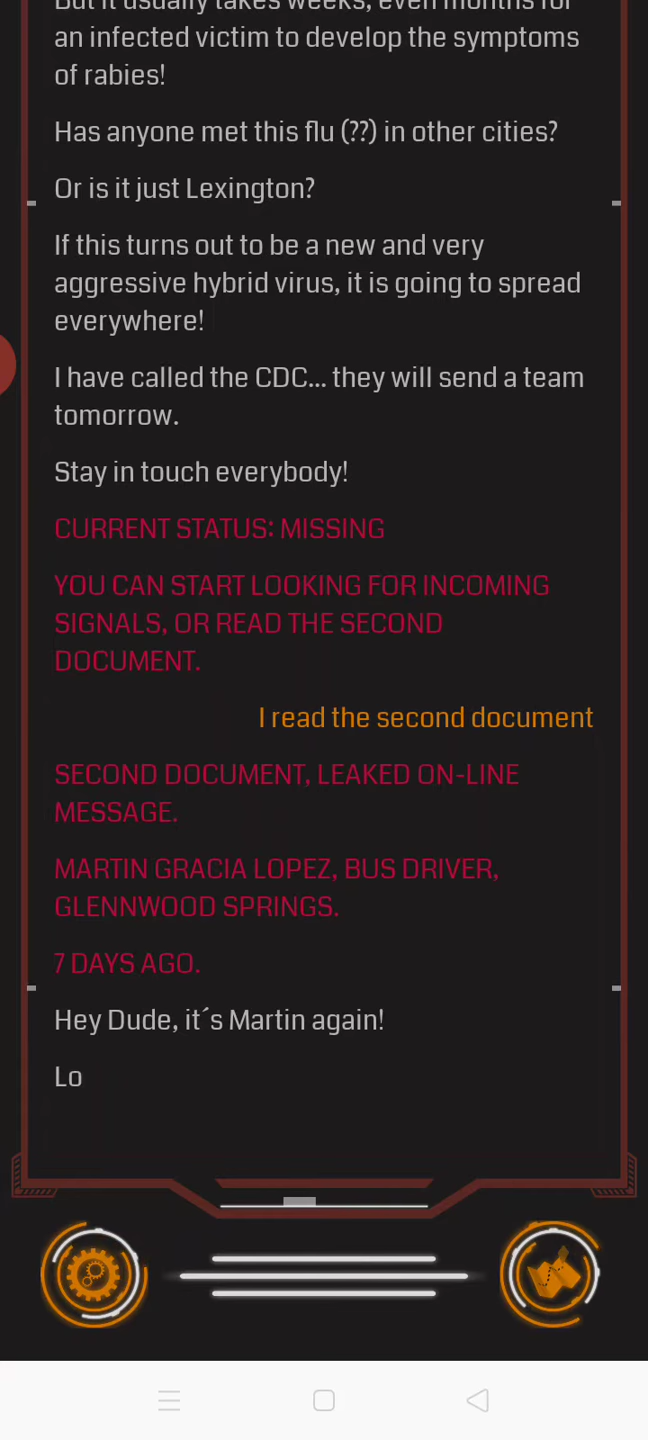 But it usually takes weeks, even months for
an infected victim to develop the symptoms
of rabies!
Has anyone met this flu (??) in other cities?
Or is it just Lexington?
If this turns out to be a new and very
aggressive hybrid virus, it is going to spread
everywhere!
I have called the CDC... they will send a team
tomorrow.
Stay in touch everybody!
CURRENT STATUS: MISSING
YOU CAN START LOOKING FOR INCOMING
SIGNALS, OR READ THE SECOND
DOCUMENT.
I read the second document
SECOND DOCUMENT, LEAKED ON-LINE
MESSAGE.
MARTIN GRACIA LOPEZ, BUS DRIVER,
GLENNWOOD SPRINGS.
7 DAYS AGO.
Hey Dude, it´s Martin again!
Lo